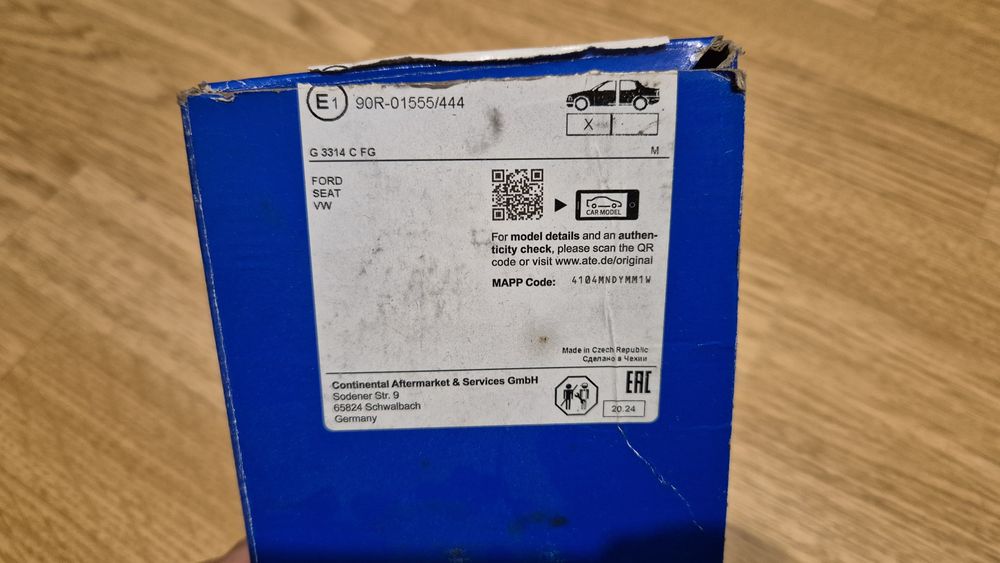 E1 90R-01555/444
X
G 3314 C FG M
FORD
SEAT
VW
CAR MODEL
For model details and an authen-
ticity check, please scan the QR
code or visit www.ate.de/original
MAPP Code: 4104MNDYMM1W
Made in Czech Republic
Сделано в Чехии
Continental Aftermarket & Services GmbH
Sodener Str. 9
65824 Schwalbach
Germany
EAC
20.24